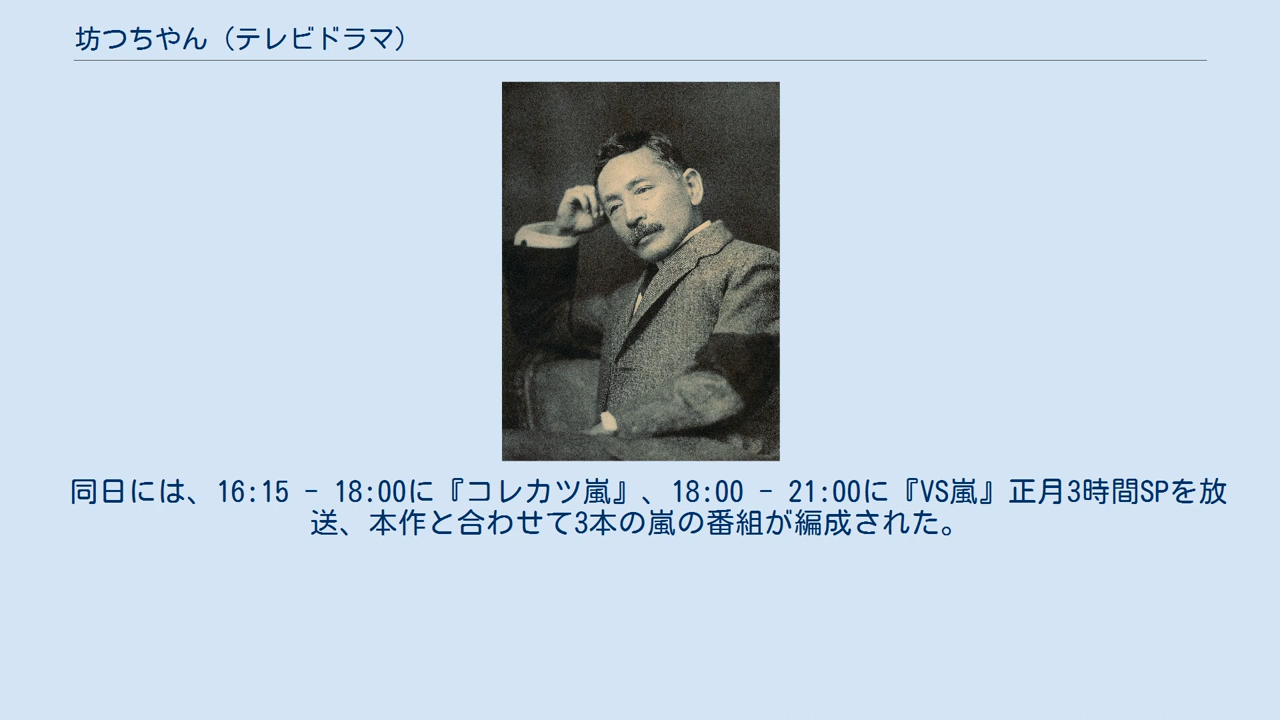 坊つちやん（テレビドラマ）
同日には、16:15 - 18:00に『コレカツ嵐』、18:00 - 21:00に『VS嵐』正月3時間SPを放
送、本作と合わせて3本の嵐の番組が編成された。